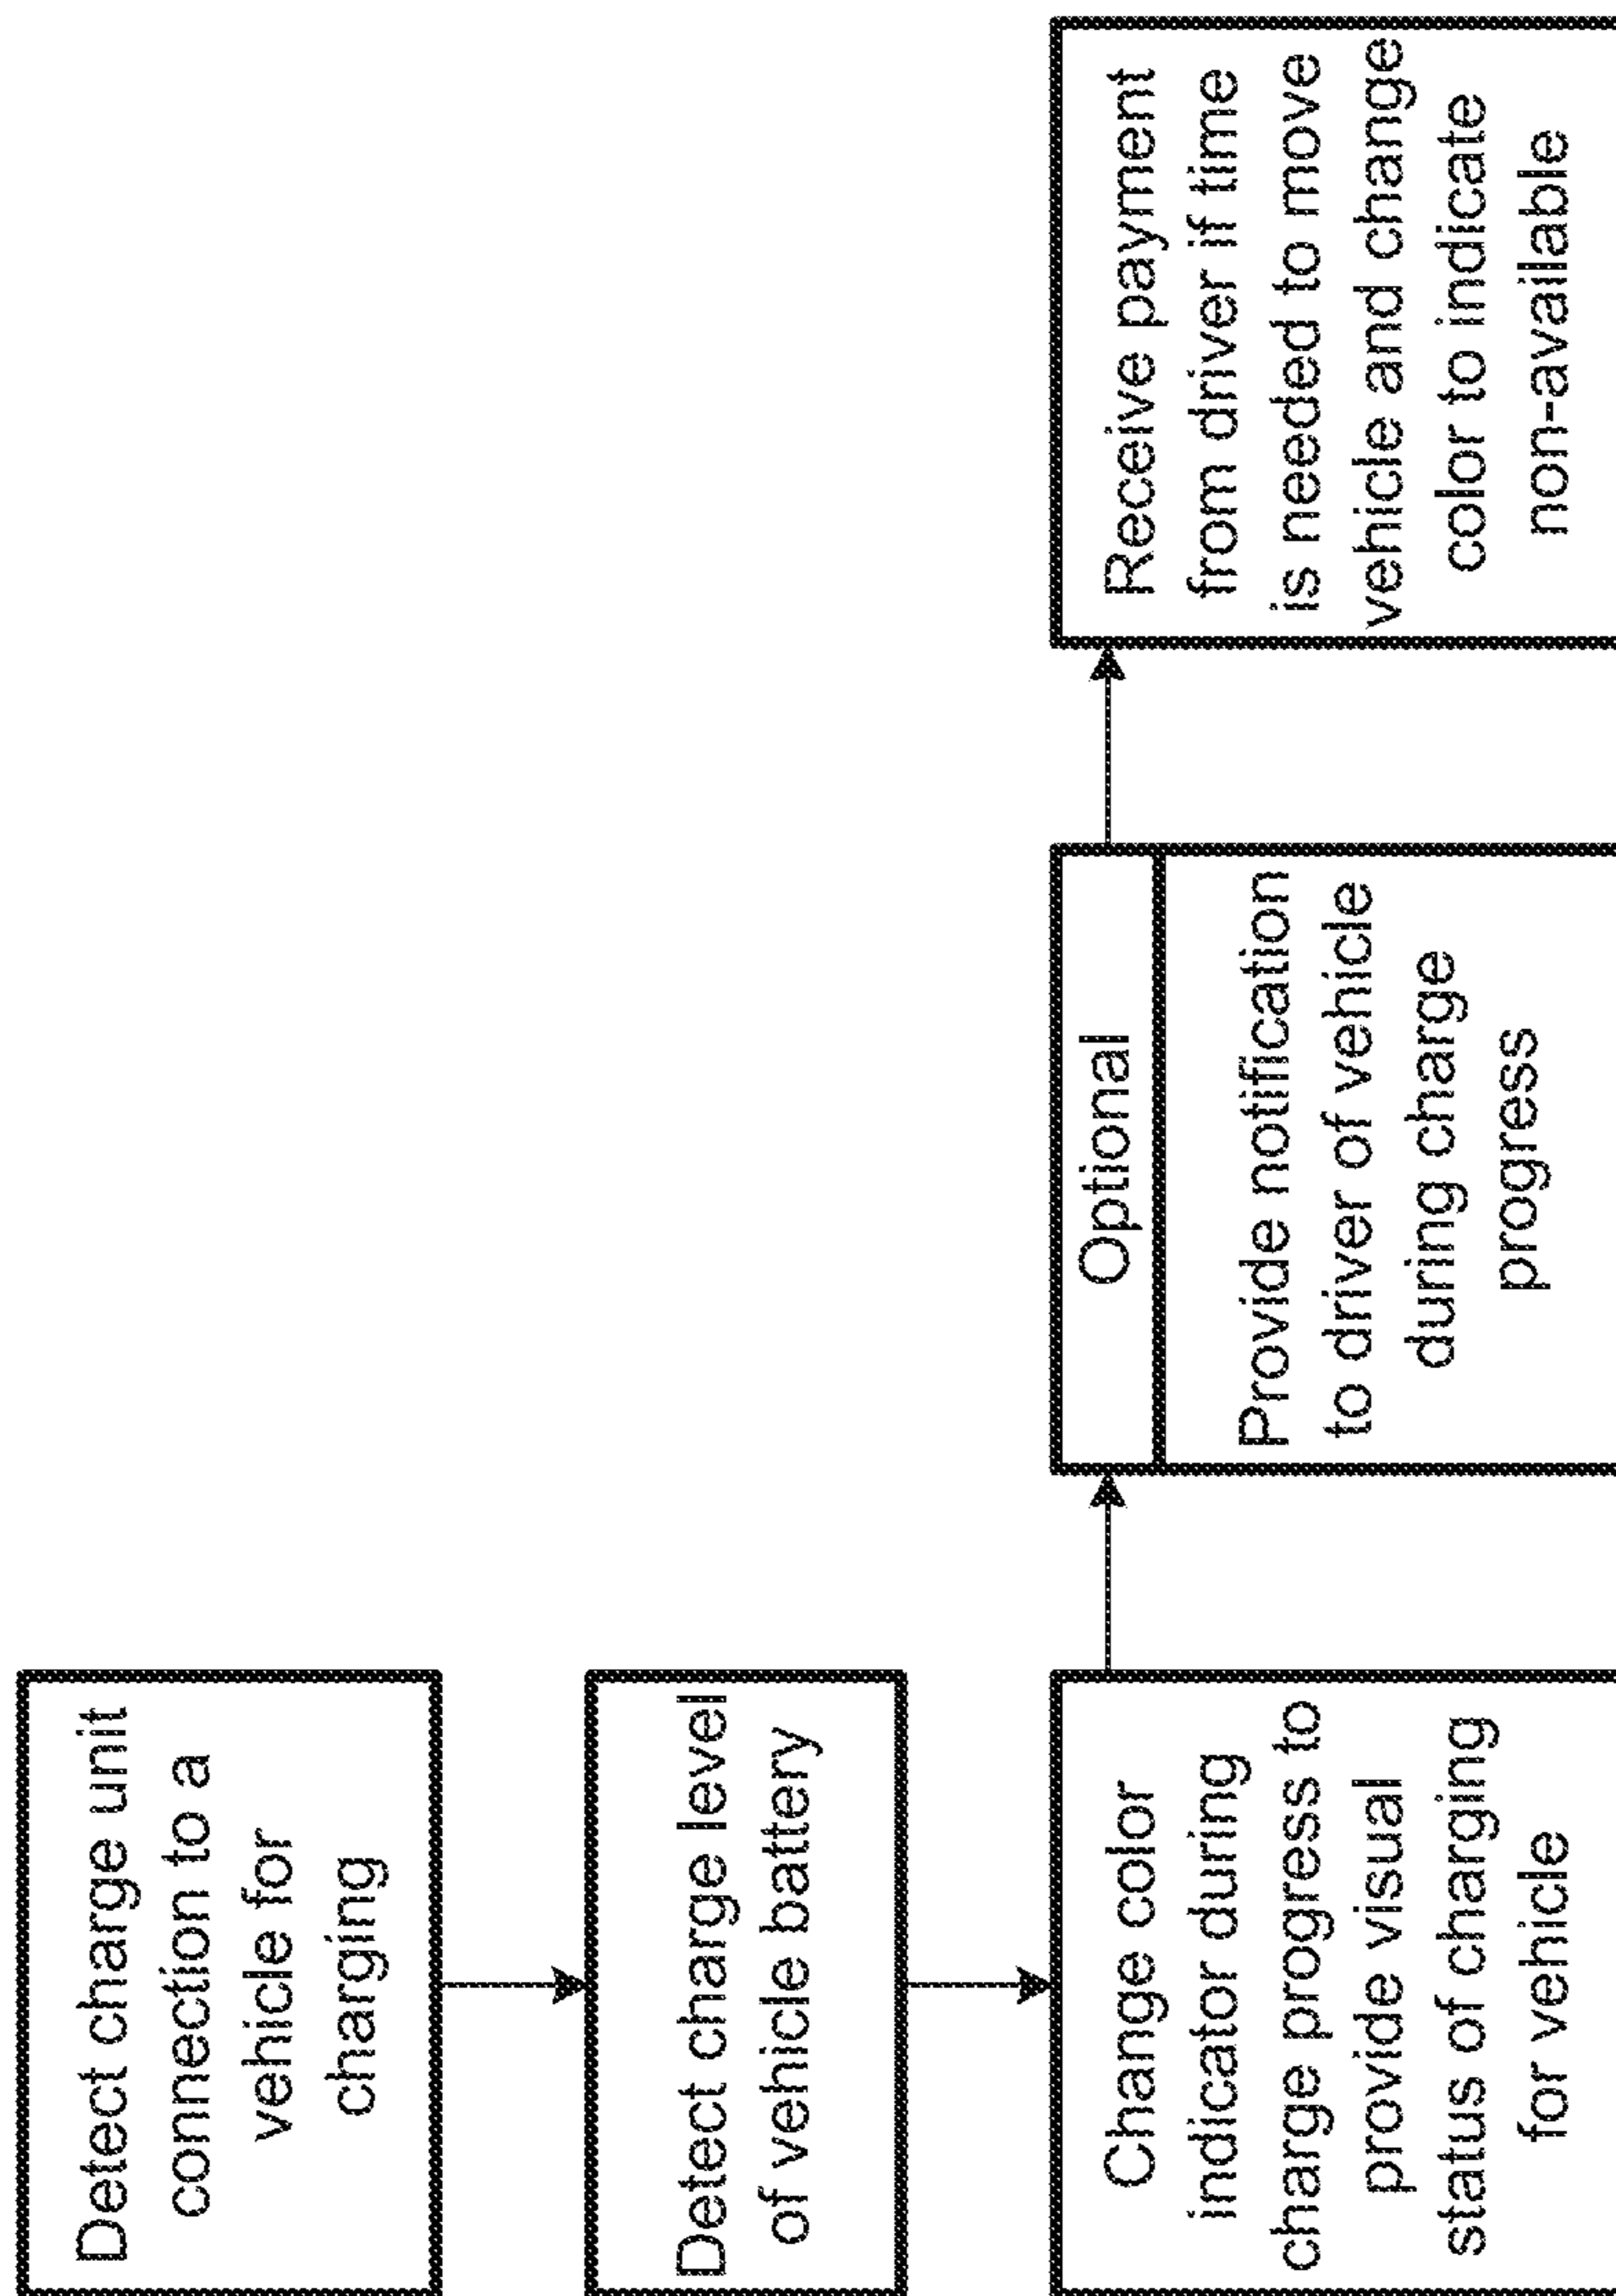 Detect charge unit
connection to a
vehicle for
charging
Detect charge level
of vehicle battery
Change color
indicator during
charge progress to
provide visual
status of charging
for vehicle
Optional
Provide notification
to driver of vehicle
during charge
progress
Receive payment
from driver if time
is needed to move
vehicle and change
color to indicate
non-available